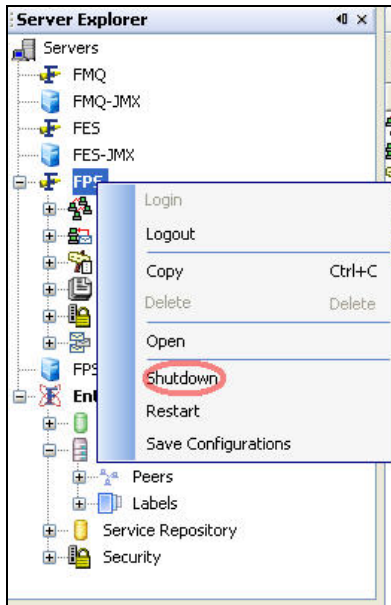 Server Explorer
Servers
FMQ
FMQ-JMX
FES
FES-JMX
FPS
Login
Logout
Copy Ctrl+C
Delete Delete
Open
FPS
Shutdown
Ent
Restart
Save Configurations
Peers
Labels
Service Repository
Security